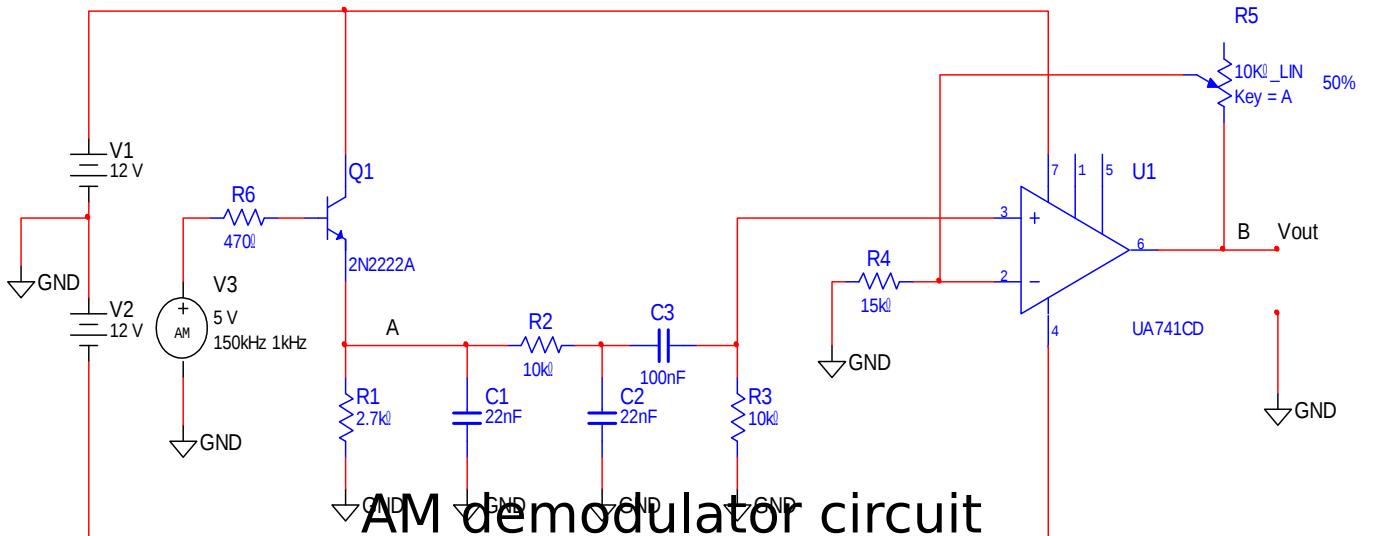 R5
10KΩ_LIN
Key = A
50%
V1
12 V
Q1
7
1
5
U1
R6
470Ω
3
+
B
Vout
6
2N2222A
R4
15kΩ
2
−
GND
V3
5 V
150kHz 1kHz
+
AM
V2
12 V
A
R2
10kΩ
C3
100nF
4
UA741CD
GND
R1
2.7kΩ
C1
22nF
C2
22nF
R3
10kΩ
GND
GND
GND
GND
GND
GND
AM demodulator circuit